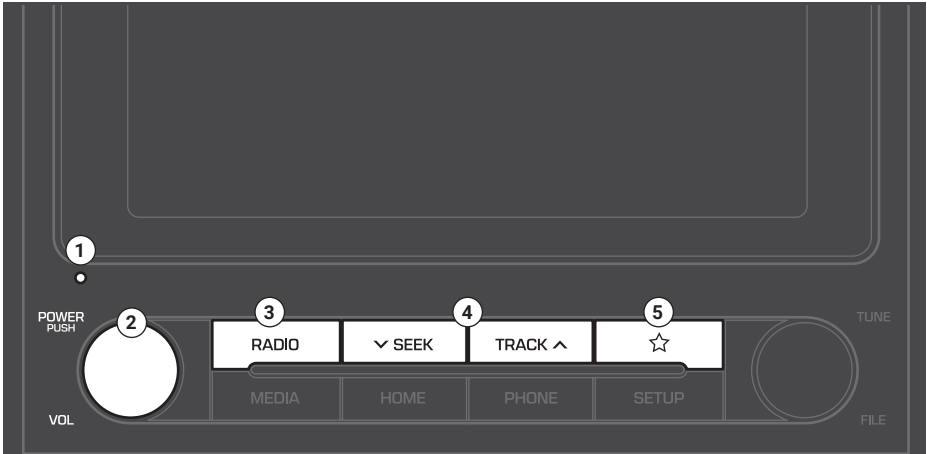 1
POWER
PUSH
2
VOL
3
RADIO
4
SEEK
TRACK
5
MEDIA
HOME
PHONE
SETUP
TUNE
FILE